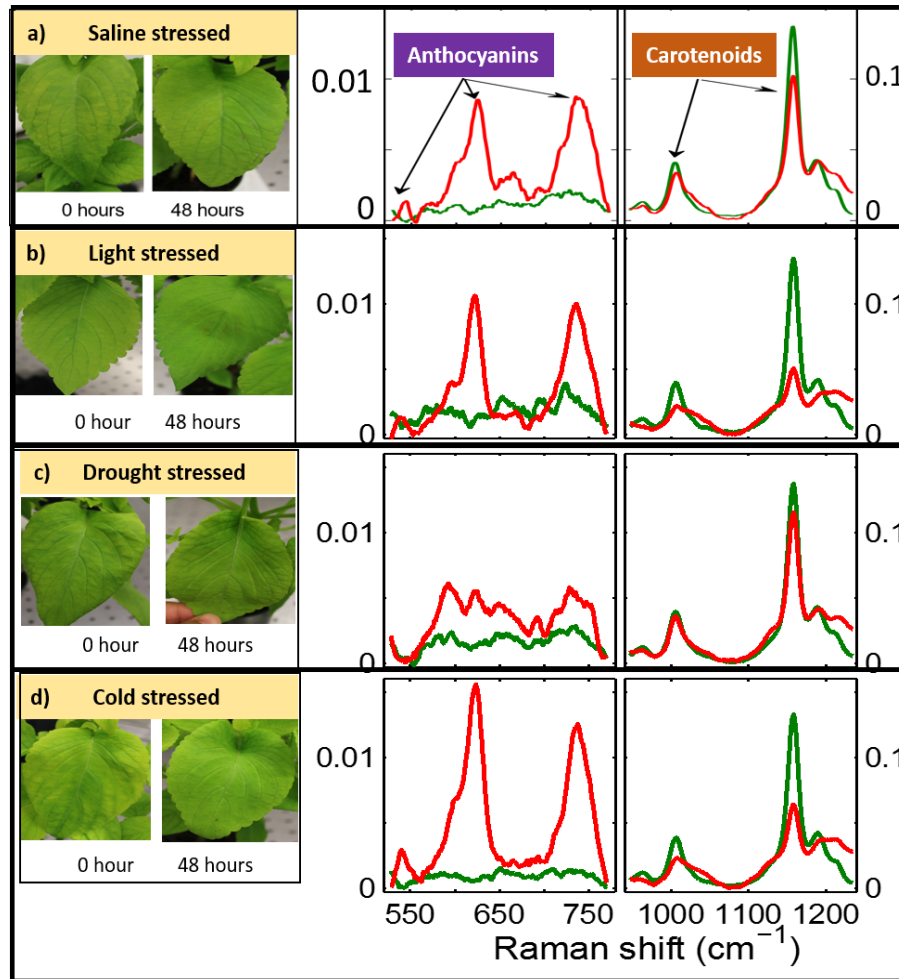 a) Saline stressed
0 hours 48 hours
Anthocyanins
Carotenoids
0.01
0
0.1
0
b) Light stressed
0 hour 48 hours
0.01
0
0.1
0
c) Drought stressed
0 hour 48 hours
0.01
0.1
d) Cold stressed
0 hour 48 hours
0.01
0
0.1
0
550 650 750 1000 1100 1200
Raman shift (cm⁻¹)